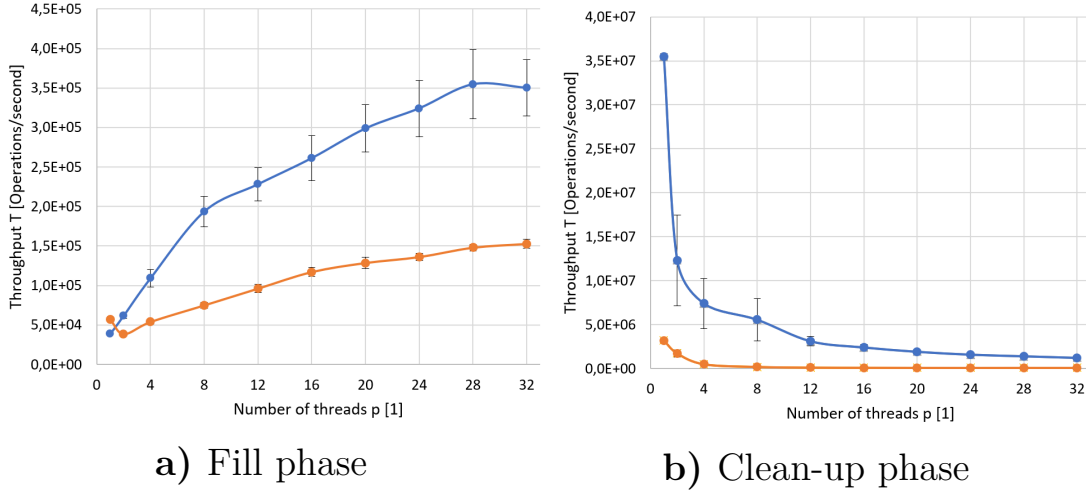 4,5E+05
4,0E+05
3,5E+05
3,0E+05
2,5E+05
2,0E+05
1,5E+05
1,0E+05
5,0E+04
0,0E+00
Throughput T [Operations/second]
0 4 8 12 16 20 24 28 32
Number of threads p [1]
a) Fill phase
4,0E+07
3,5E+07
3,0E+07
2,5E+07
2,0E+07
1,5E+07
1,0E+07
5,0E+06
0,0E+00
Throughput T [Operations/second]
0 4 8 12 16 20 24 28 32
Number of threads p [1]
b) Clean-up phase